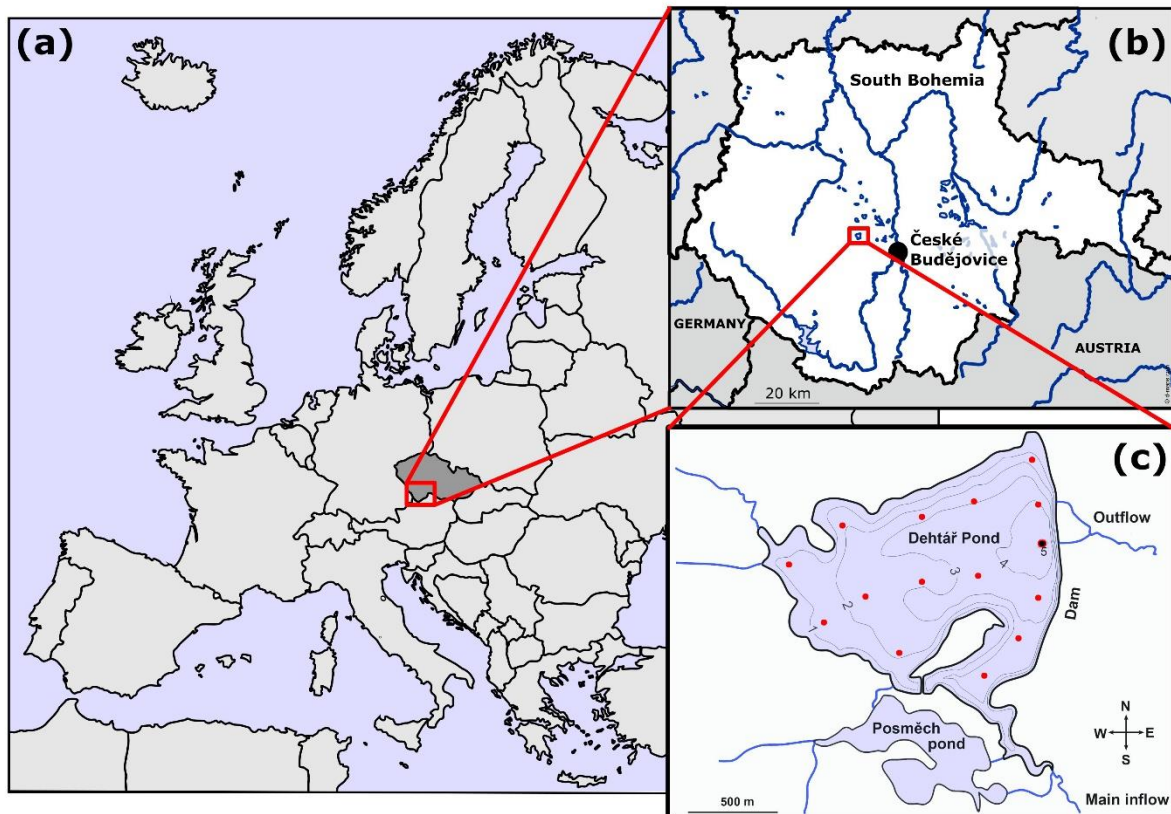 (a)
(b)
South Bohemia
České
Budějovice
GERMANY
AUSTRIA
20 km
(c)
Outflow
Dehtář Pond
5
4
3
2
1
Dam
Posměch
pond
N
W E
S
500 m
Main inflow